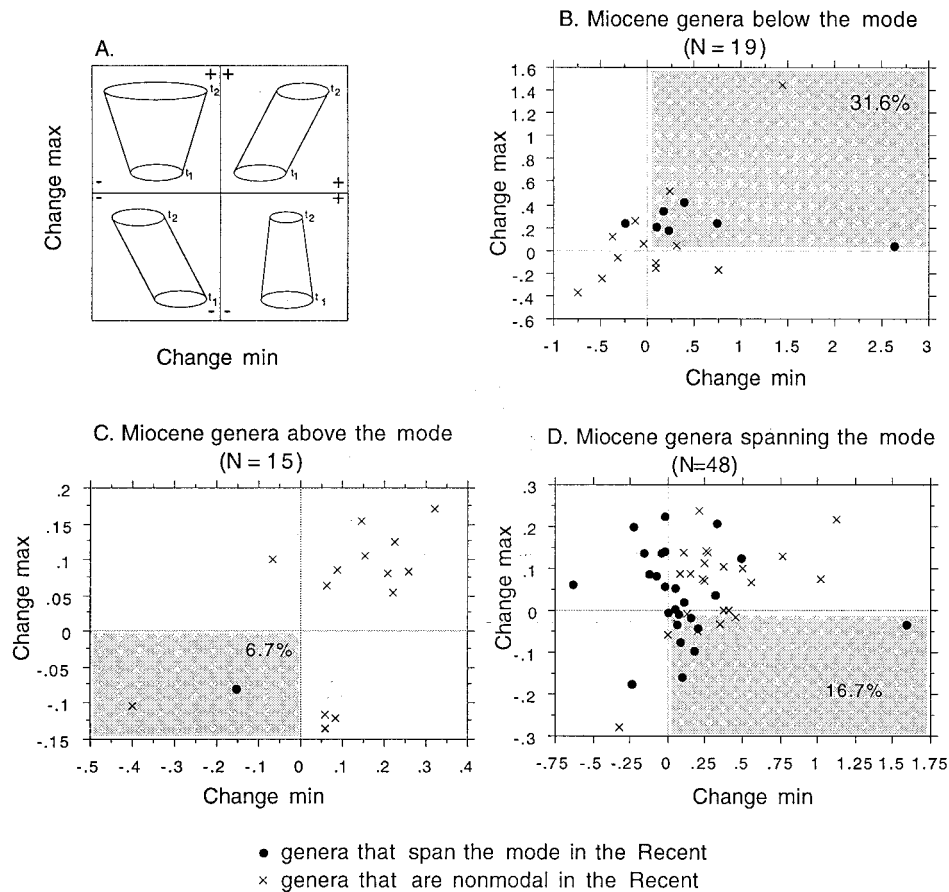 A.
+ +
t2
t2
t1
t1
- +
Change max
- +
t2
t2
t1
t1
- -
Change min
B. Miocene genera below the mode
(N = 19)
1.6
1.4
1.2
1
.8
.6
.4
.2
0
-.2
-.4
-.6
31.6%
Change max
-1 -.5 0 .5 1 1.5 2 2.5 3
Change min
C. Miocene genera above the mode
(N = 15)
.2
.15
.1
.05
0
-.05
-.1
-.15
6.7%
Change max
-.5 -.4 -.3 -.2 -.1 0 .1 .2 .3 .4
Change min
D. Miocene genera spanning the mode
(N=48)
.3
.2
.1
0
-.1
-.2
-.3
16.7%
Change max
-.75 -.5 -.25 0 .25 .5 .75 1 1.25 1.5 1.75
Change min
genera that span the mode in the Recent
× genera that are nonmodal in the Recent